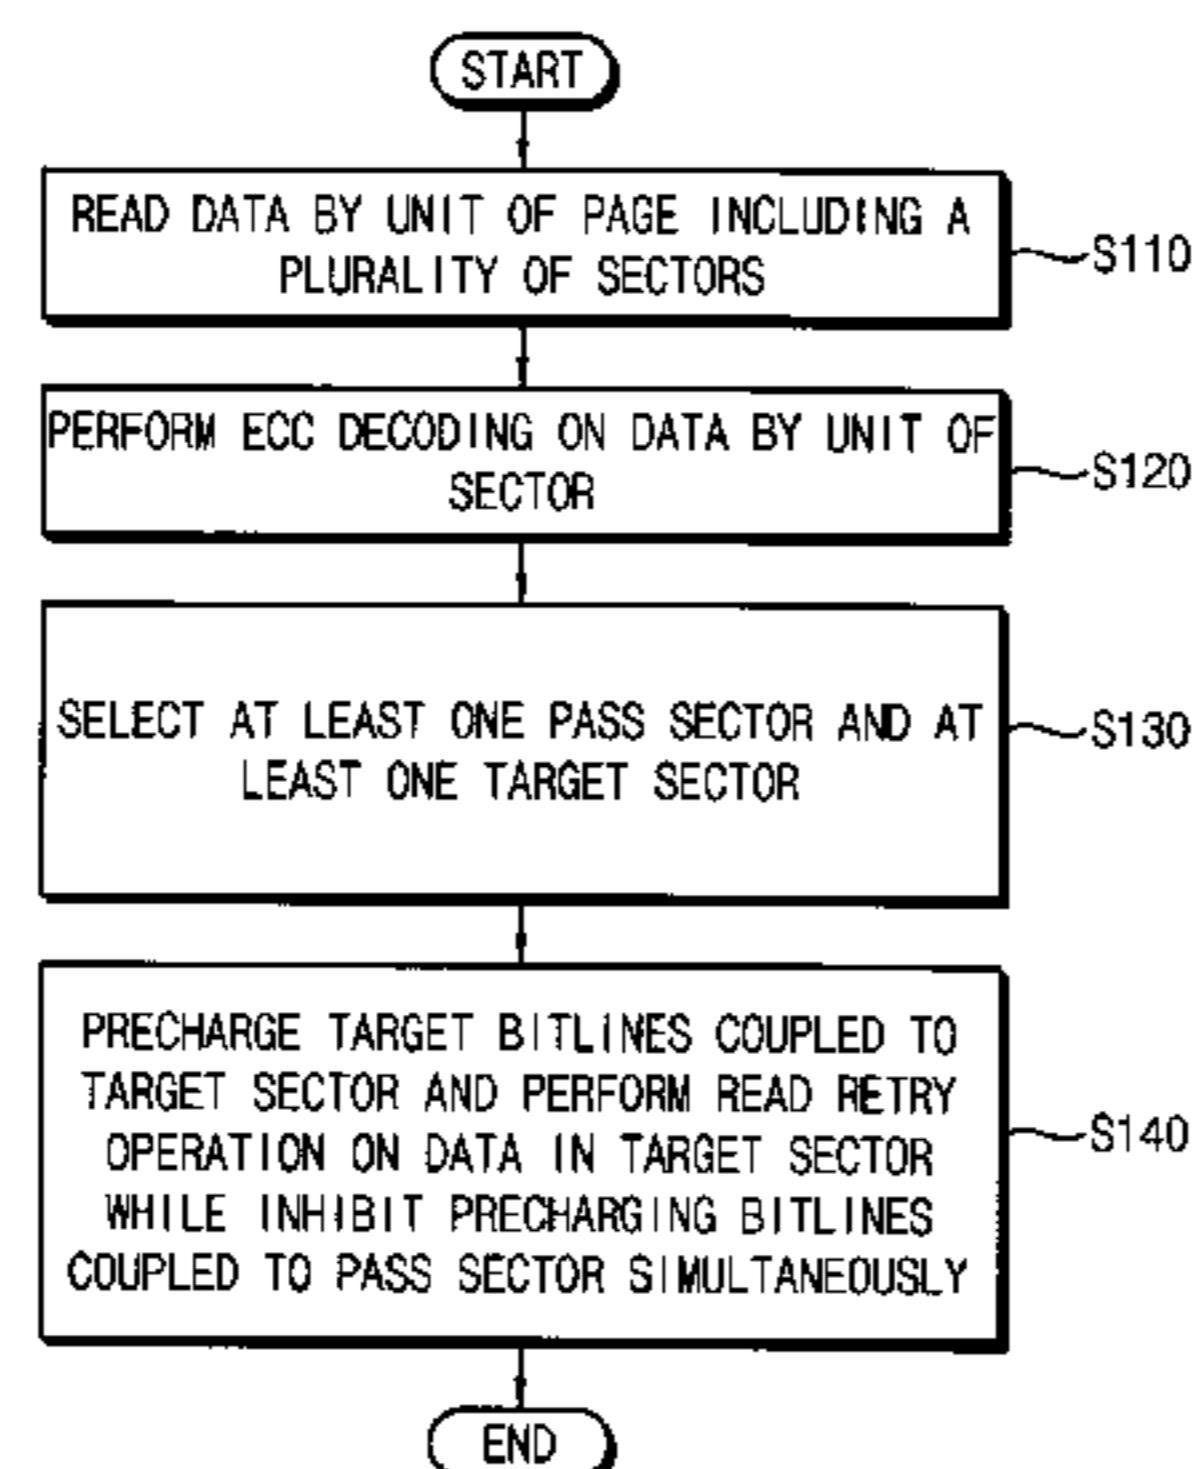 START
READ DATA BY UNIT OF PAGE INCLUDING A
PLURALITY OF SECTORS
S110
PERFORM ECC DECODING ON DATA BY UNIT OF
SECTOR
S120
SELECT AT LEAST ONE PASS SECTOR AND AT
LEAST ONE TARGET SECTOR
S130
PRECHARGE TARGET BITLINES COUPLED TO
TARGET SECTOR AND PERFORM READ RETRY
OPERATION ON DATA IN TARGET SECTOR
WHILE INHIBIT PRECHARGING BITLINES
COUPLED TO PASS SECTOR SIMULTANEOUSLY
S140
END